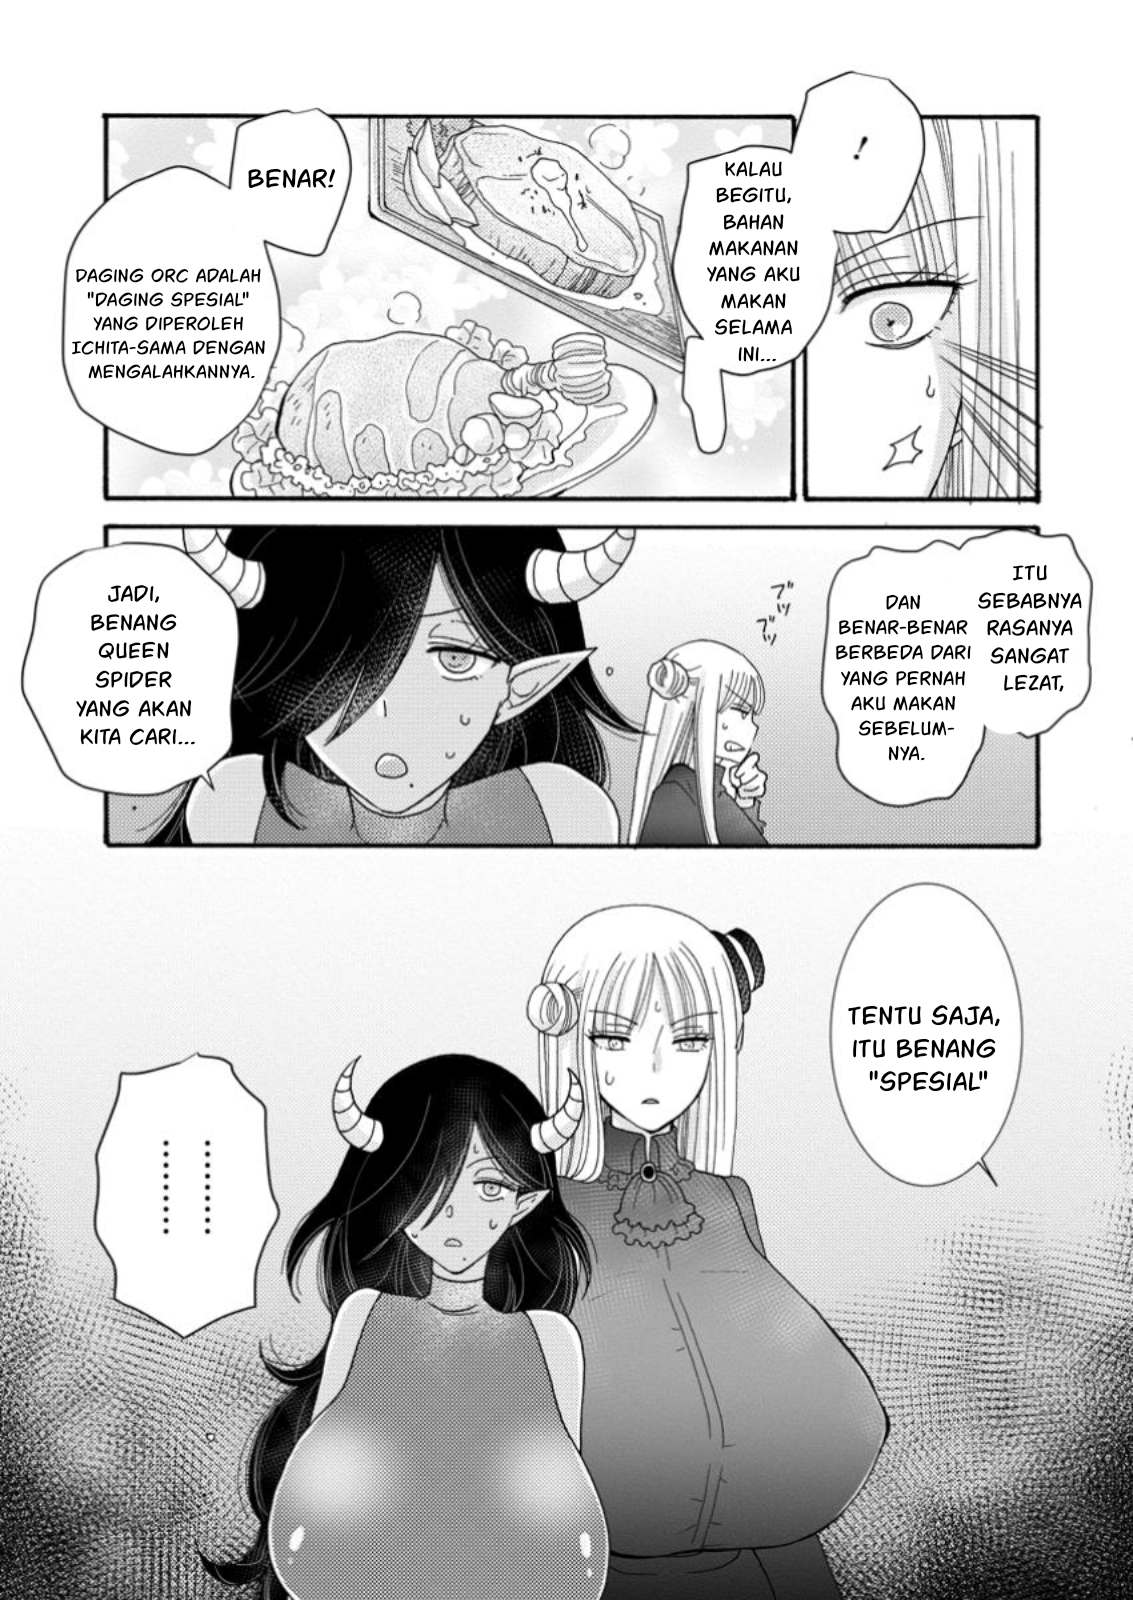 !
KALAU
BEGITU,
BAHAN
MAKANAN
YANG AKU
MAKAN
SELAMA
INI...
BENAR!
DAGING ORC ADALAH
"DAGING SPESIAL"
YANG DIPEROLEH
ICHITA-SAMA DENGAN
MENGALAHKANNYA.
ITU
SEBABNYA
RASANYA
SANGAT
LEZAT,
DAN
BENAR-BENAR
BERBEDA DARI
YANG PERNAH
AKU MAKAN
SEBELUM-
NYA.
ブツ
ブツ
JADI,
BENANG
QUEEN
SPIDER
YANG AKAN
KITA CARI...
TENTU SAJA,
ITU BENANG
"SPESIAL"
………
………